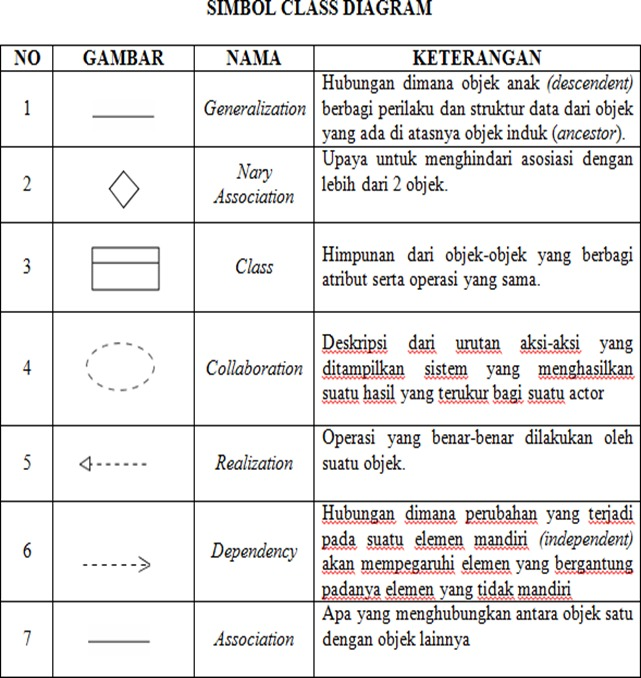 SIMBOL CLASS DIAGRAM
NO GAMBAR NAMA KETERANGAN
1 Generalization Hubungan dimana objek anak (descendent)
berbagi perilaku dan struktur data dari objek
yang ada di atasnya objek induk (ancestor).
2 Nary
Association
Upaya untuk menghindari asosiasi dengan
lebih dari 2 objek.
3 Class Himpunan dari objek-objek yang berbagi
atribut serta operasi yang sama.
4 Collaboration Deskripsi dari urutan aksi-aksi yang
ditampilkan sistem yang menghasilkan
suatu hasil yang terukur bagi suatu actor
5 Realization Operasi yang benar-benar dilakukan oleh
suatu objek.
6 Dependency Hubungan dimana perubahan yang terjadi
pada suatu elemen mandiri (independent)
akan mempegaruhi elemen yang bergantung
padanya elemen yang tidak mandiri
7 Association Apa yang menghubungkan antara objek satu
dengan objek lainnya